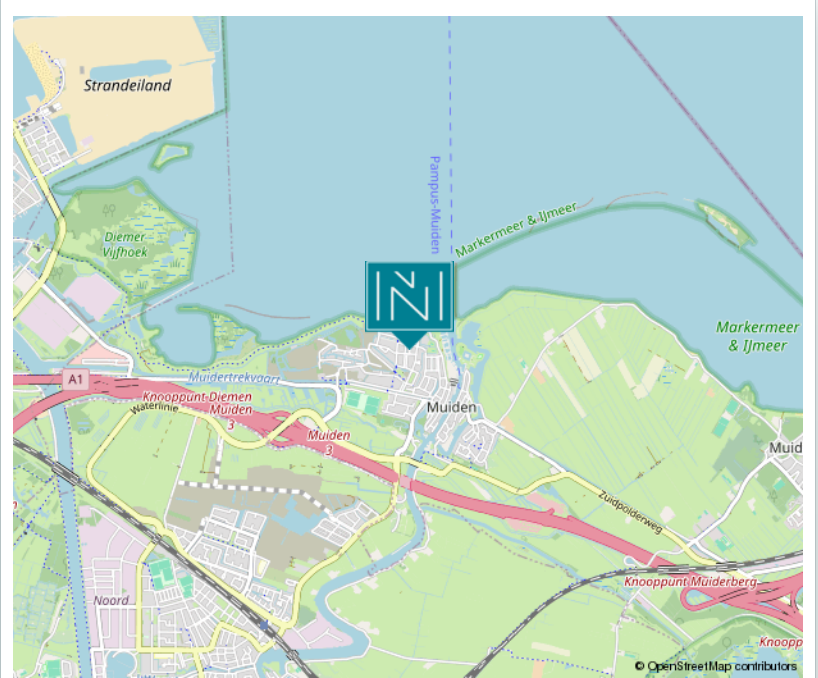 Strandeiland
Pampus-Muiden
Markermeer & IJmeer
Diemer
Vijfhoek
Markermeer
& IJmeer
A1
Muidertrekvaart
Knooppunt Diemen
Muiden
3
Waterlinie
Muiden
Muiden
3
Muid
Zuidpolderweg
Knooppunt Muiderberg
Noord
Knoopp
© OpenStreetMap contributors